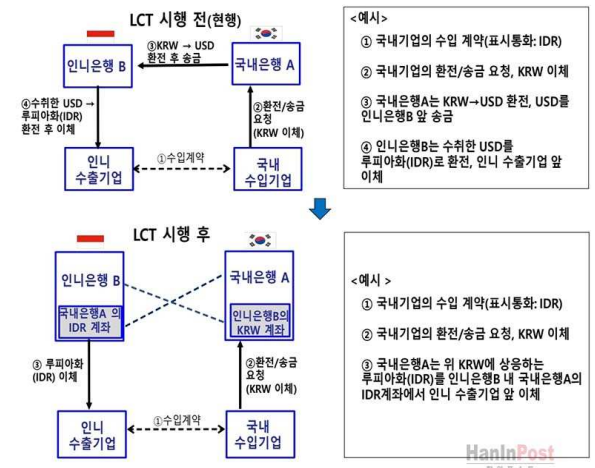 LCT 시행 전(현행)
인니은행 B
③KRW → USD
환전 후 송금
국내은행 A
④수취한 USD →
루피아화(IDR)
환전 후 이체
②환전/송금
요청
(KRW 이체)
인니
수출기업
①수입계약
국내
수입기업
<예시>
① 국내기업의 수입 계약(표시통화: IDR)
② 국내기업의 환전/송금 요청, KRW 이체
③ 국내은행A는 KRW→USD 환전, USD를
인니은행B 앞 송금
④ 인니은행B는 수취한 USD를
루피아화(IDR)로 환전, 인니 수출기업 앞
이체
LCT 시행 후
인니은행 B
국내은행A 의
IDR 계좌
국내은행 A
인니은행B의
KRW 계좌
③ 루피아화
(IDR) 이체
②환전/송금
요청
(KRW 이체)
인니
수출기업
①수입계약
국내
수입기업
<예시 >
① 국내기업의 수입 계약(표시통화: IDR)
② 국내기업의 환전/송금 요청, KRW 이체
③ 국내은행A는 위 KRW에 상응하는
루피아화(IDR)를 인니은행B 내 국내은행A의
IDR계좌에서 인니 수출기업 앞 이체
HanInPost